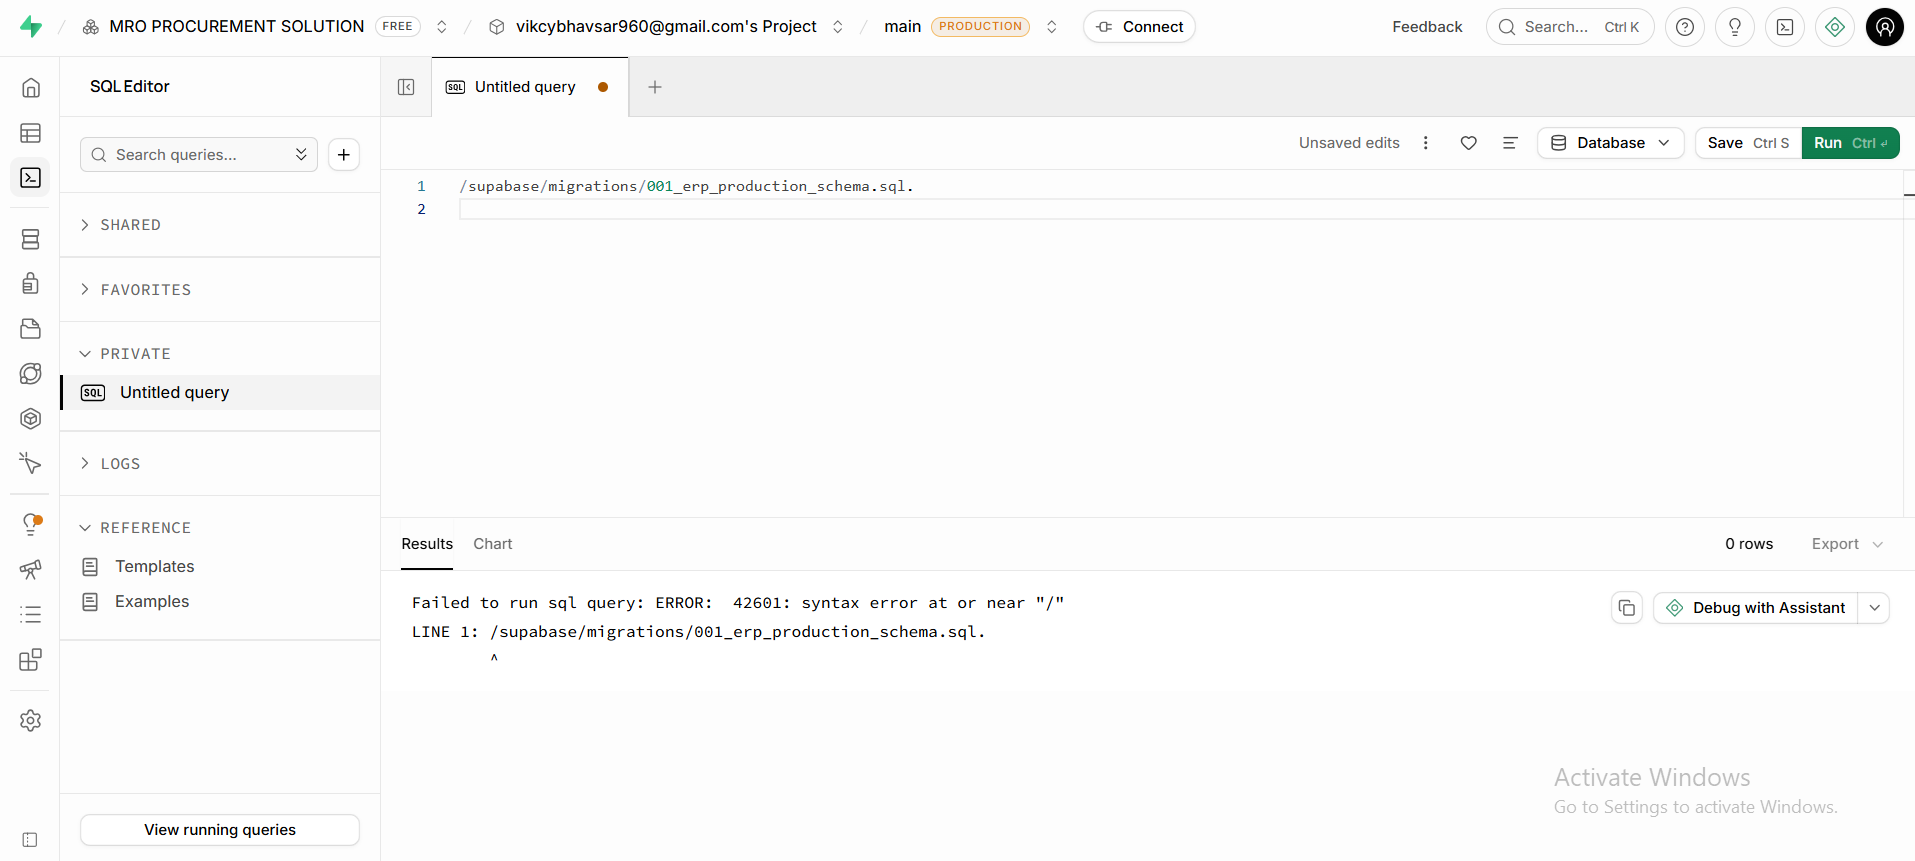 MRO PROCUREMENT SOLUTION FREE vikcybhavsar960@gmail.com's Project main PRODUCTION Connect Feedback Search... Ctrl K
SQL Editor
SQL Untitled query
Search queries...
Unsaved edits Database Save Ctrl S Run Ctrl ↵
1 /supabase/migrations/001_erp_production_schema.sql.
2
SHARED
FAVORITES
PRIVATE
SQL Untitled query
LOGS
REFERENCE
Templates
Examples
View running queries
Results Chart 0 rows Export
Failed to run sql query: ERROR:  42601: syntax error at or near "/"
LINE 1: /supabase/migrations/001_erp_production_schema.sql.
^
Debug with Assistant
Activate Windows
Go to Settings to activate Windows.